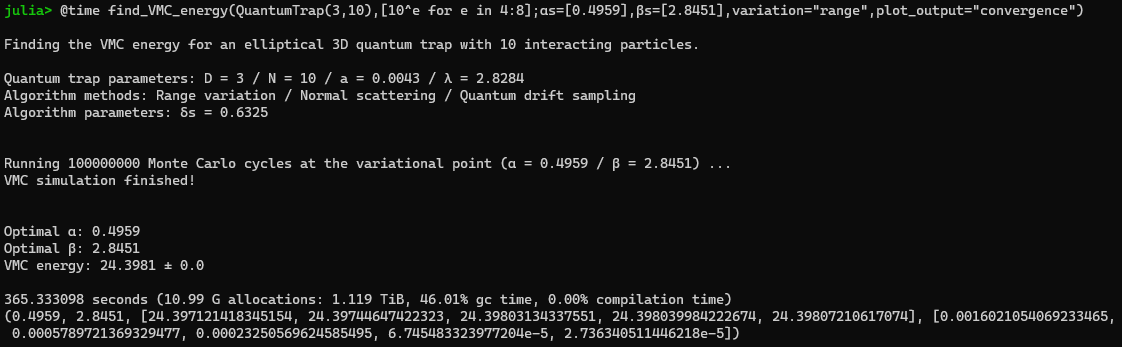 julia> @time find_VMC_energy(QuantumTrap(3,10),[10^e for e in 4:8];αs=[0.4959],βs=[2.8451],variation="range",plot_output="convergence")
Finding the VMC energy for an elliptical 3D quantum trap with 10 interacting particles.
Quantum trap parameters: D = 3 / N = 10 / a = 0.0043 / λ = 2.8284
Algorithm methods: Range variation / Normal scattering / Quantum drift sampling
Algorithm parameters: δs = 0.6325
Running 100000000 Monte Carlo cycles at the variational point (α = 0.4959 / β = 2.8451) ...
VMC simulation finished!
Optimal α: 0.4959
Optimal β: 2.8451
VMC energy: 24.3981 ± 0.0
365.333098 seconds (10.99 G allocations: 1.119 TiB, 46.01% gc time, 0.00% compilation time)
(0.4959, 2.8451, [24.397121418345154, 24.39744647422323, 24.39803134337551, 24.398039984222674, 24.39807210617074], [0.0016021054069233465,
0.0005789721369329477, 0.00023250569624585495, 6.745483323977204e-5, 2.736340511446218e-5])